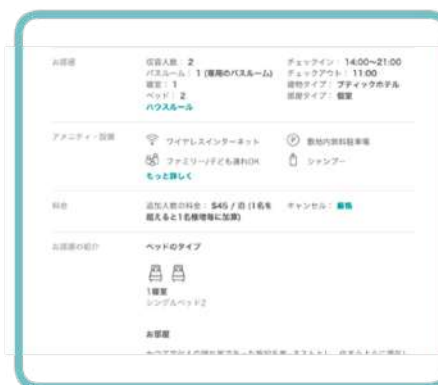 お部屋
収容人数： 2
バスルーム： 1 (専用のバスルーム)
寝室： 1
ベッド： 2
ハウスルール
チェックイン： 14:00〜21:00
チェックアウト： 11:00
建物タイプ： ブティックホテル
部屋タイプ： 個室
アメニティ・設備
ワイヤレスインターネット
ファミリー/子ども連れOK
もっと詳しく
敷地内無料駐車場
シャンプー
料金
追加人数の料金： $45 / 泊 (1名を
超えると1名様増毎に加算)
キャンセル： 厳格
お部屋の紹介
ベッドのタイプ
1寝室
シングルベッド2
お部屋